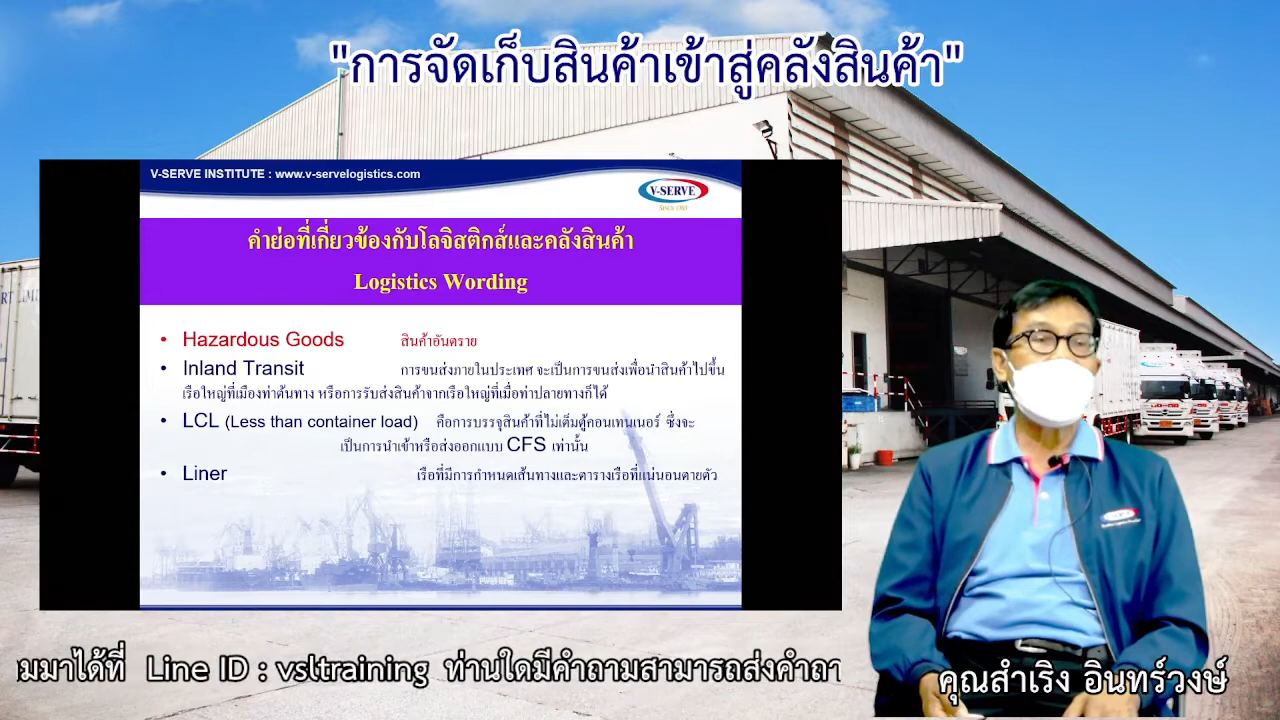 "การจัดเก็บสินค้าเข้าสู่คลังสินค้า"
V-SERVE INSTITUTE : www.v-servelogistics.com
V-SERVE
คำย่อที่เกี่ยวข้องกับโลจิสติกส์และคลังสินค้า
Logistics Wording
• Hazardous Goods สินค้าอันตราย
• Inland Transit การขนส่งภายในประเทศ จะเป็นการขนส่งเพื่อนำสินค้าไปขึ้น
เรือใหญ่ที่เมืองท่าต้นทาง หรือการรับส่งสินค้าจากเรือใหญ่ที่เมื่อท่าปลายทางก็ได้
• LCL (Less than container load) คือการบรรจุสินค้าที่ไม่เต็มตู้คอนเทนเนอร์ ซึ่งจะ
เป็นการนำเข้าหรือส่งออกแบบ CFS เท่านั้น
• Liner เรือที่มีการกำหนดเส้นทางและตารางเรือที่แน่นอนตายตัว
มมาได้ที่ Line ID : vsltraining ท่านใดมีคำถามสามารถส่งคำถา
คุณสำเริง อินทร์วงษ์